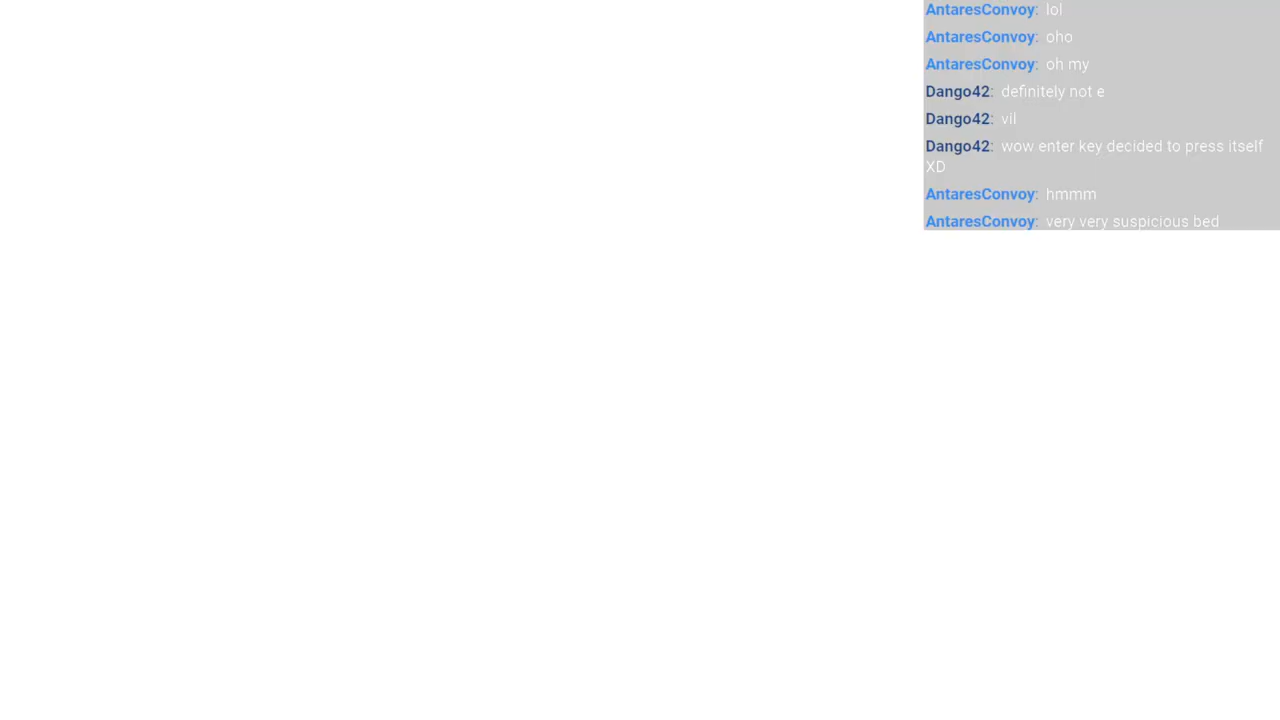 AntaresConvoy: lol
AntaresConvoy: oho
AntaresConvoy: oh my
Dango42: definitely not e
Dango42: vil
Dango42: wow enter key decided to press itself
XD
AntaresConvoy: hmmm
AntaresConvoy: very very suspicious bed